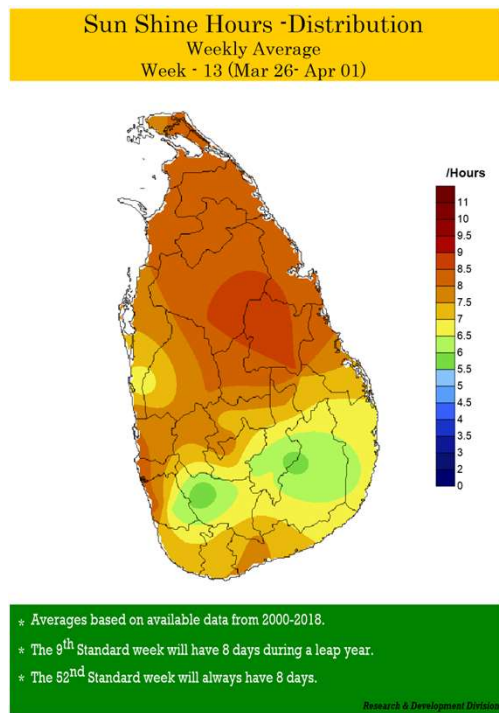 Sun Shine Hours -Distribution
Weekly Average
Week - 13 (Mar 26- Apr 01)
/Hours
11
10
9.5
9
8.5
8
7.5
7
6.5
6
5.5
5
4.5
4
3.5
3
2
0
* Averages based on available data from 2000-2018.
* The 9th Standard week will have 8 days during a leap year.
* The 52nd Standard week will always have 8 days.
Research & Development Division